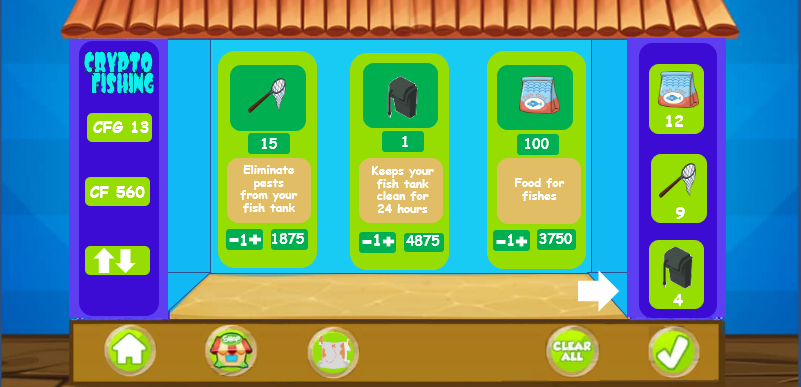 CRYPTO
FISHING
CFG 13
CF 560
15
Eliminate
pests
from your
fish tank
-1+ 1875
1
Keeps your
fish tank
clean for
24 hours
-1+ 4875
100
Food for
fishes
-1+ 3750
12
9
4
SHOP
CLEAR
ALL